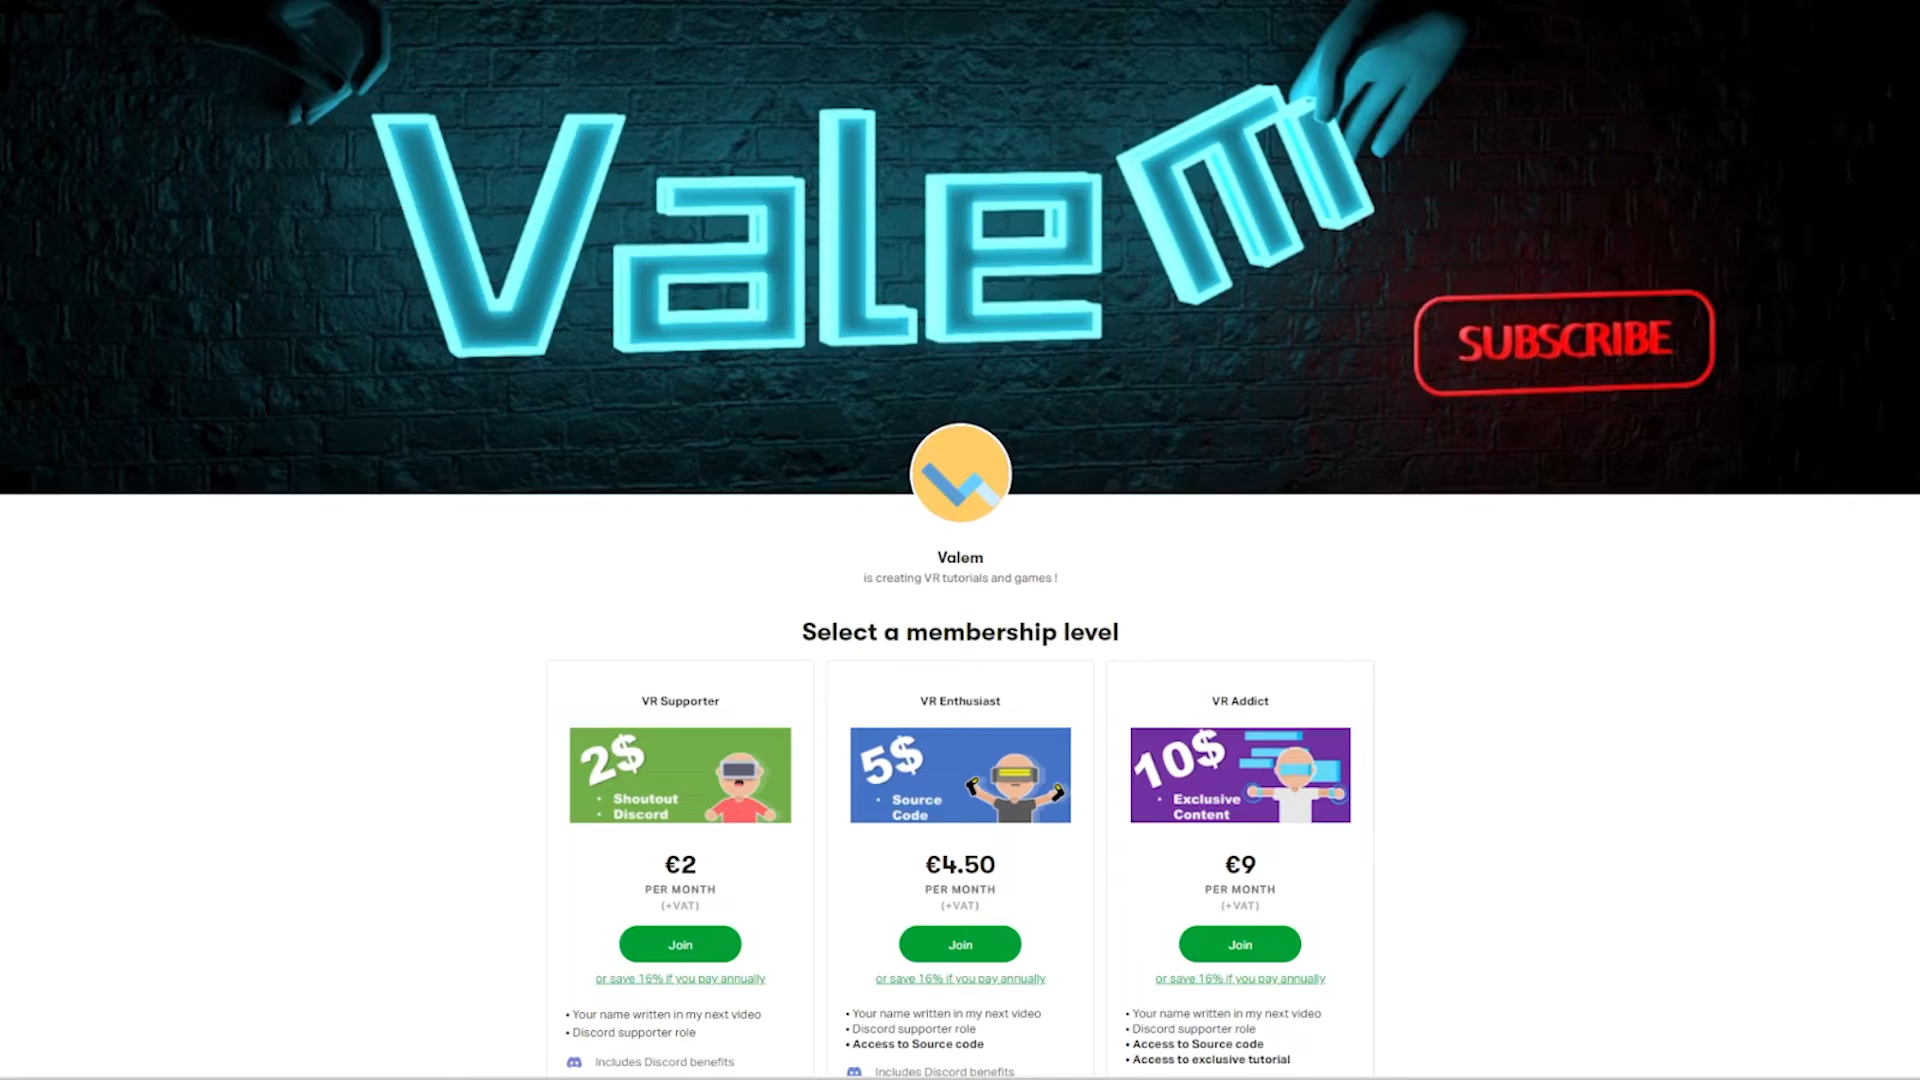 Valem
SUBSCRIBE
Valem
is creating VR tutorials and games !
Select a membership level
VR Supporter
2$
• Shoutout
• Discord
€2
PER MONTH
(+VAT)
Join
or save 16% if you pay annually
• Your name written in my next video
• Discord supporter role
Includes Discord benefits
VR Enthusiast
5$
• Source
Code
€4.50
PER MONTH
(+VAT)
Join
or save 16% if you pay annually
• Your name written in my next video
• Discord supporter role
• Access to Source code
Includes Discord benefits
VR Addict
10$
• Exclusive
Content
€9
PER MONTH
(+VAT)
Join
or save 16% if you pay annually
• Your name written in my next video
• Discord supporter role
• Access to Source code
• Access to exclusive tutorial